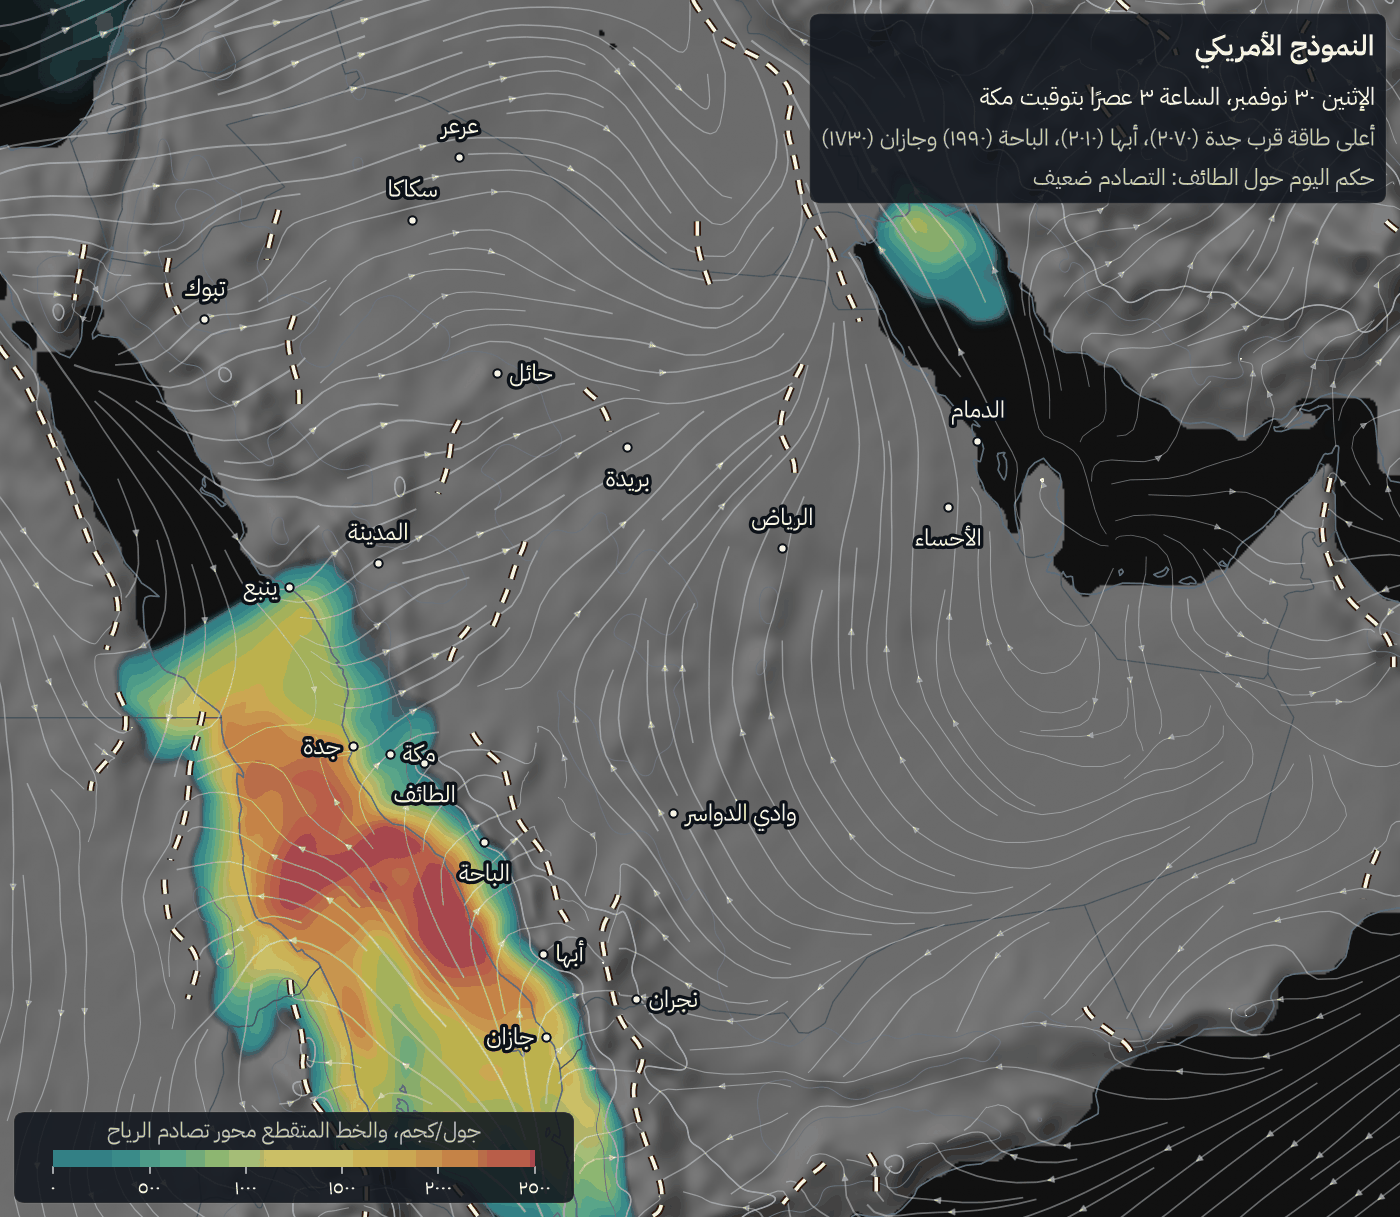 النموذج الأمريكي
الإثنين ٣٠ نوفمبر، الساعة ٣ عصرًا بتوقيت مكة
أعلى طاقة قرب جدة (٢٠٧٠)، أبها (٢٠١٠)، الباحة (١٩٩٠) وجازان (١٧٣٠)
حكم اليوم حول الطائف: التصادم ضعيف
عرعر
سكاكا
تبوك
حائل
الدمام
بريدة
الرياض
الأحساء
المدينة
ينبع
جدة
مكة
الطائف
وادي الدواسر
الباحة
أبها
نجران
جازان
جول/كجم، والخط المتقطع محور تصادم الرياح
٠ ٥٠٠ ١٠٠٠ ١٥٠٠ ٢٠٠٠ ٢٥٠٠